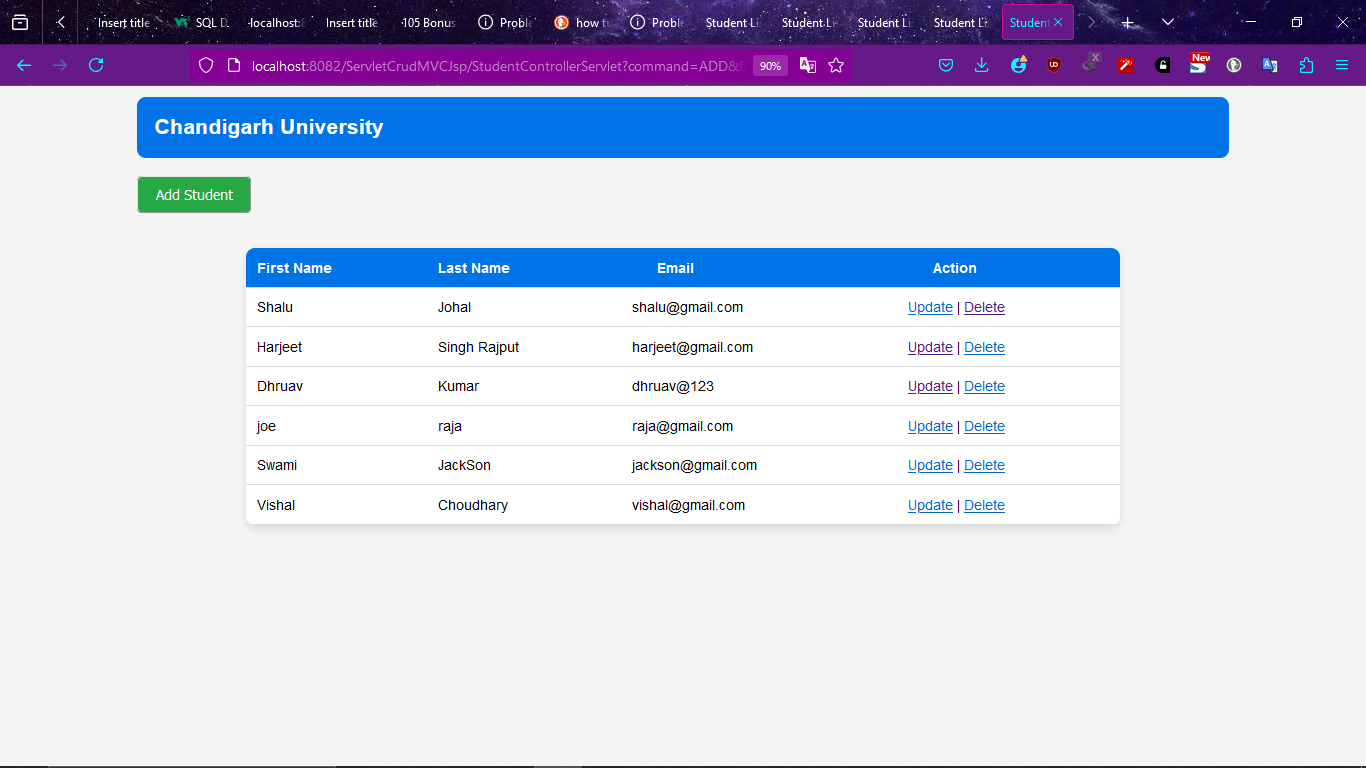 Insert title SQL D localhost:8 Insert title 105 Bonus Proble how t Proble Student Li Student Li Student Li Student Li Student
localhost:8082/ServletCrudMVCJsp/StudentControllerServlet?command=ADD& 90% New
Chandigarh University
Add Student
First Name Last Name Email Action
Shalu Johal shalu@gmail.com Update | Delete
Harjeet Singh Rajput harjeet@gmail.com Update | Delete
Dhruav Kumar dhruav@123 Update | Delete
joe raja raja@gmail.com Update | Delete
Swami JackSon jackson@gmail.com Update | Delete
Vishal Choudhary vishal@gmail.com Update | Delete